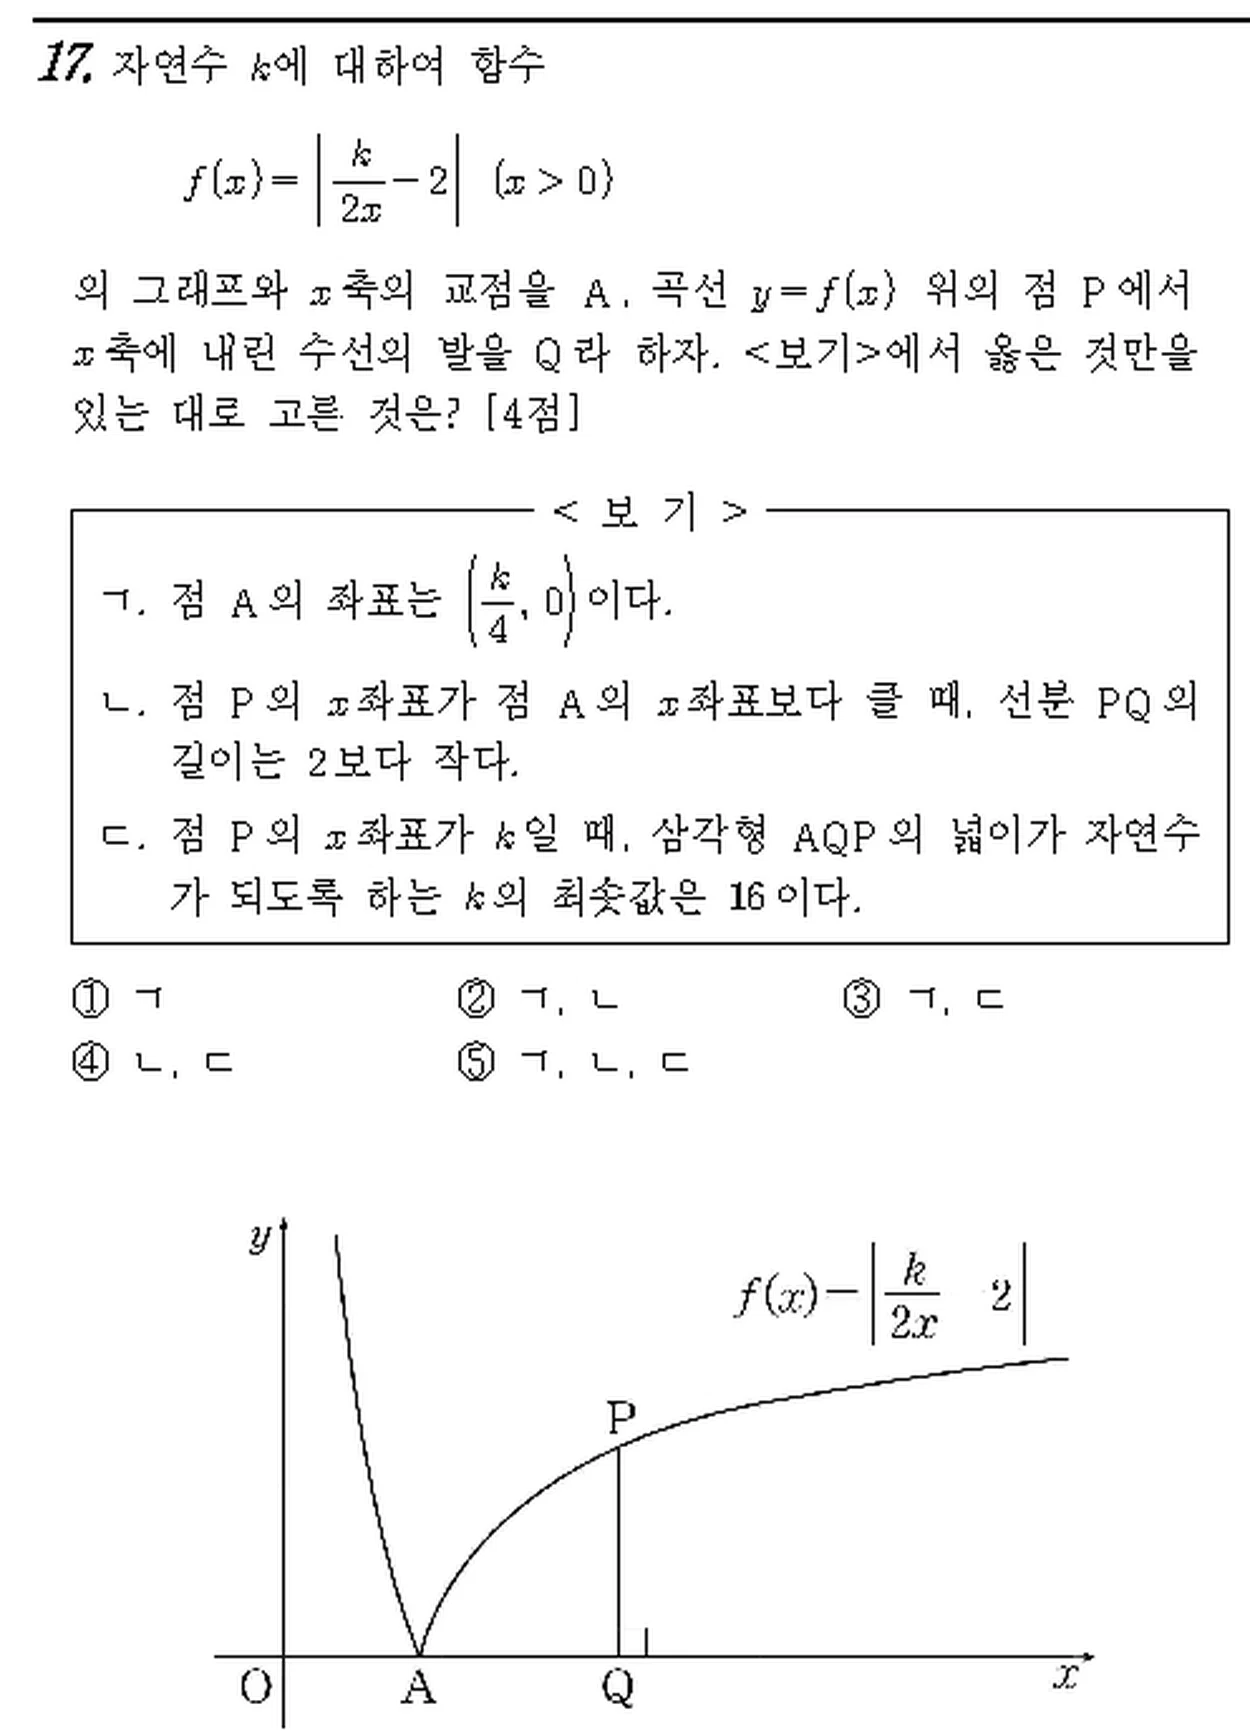 17. 자연수 k에 대하여 함수
f(x) = |k/2x - 2| (x > 0)
의 그래프와 x축의 교점을 A, 곡선 y=f(x) 위의 점 P에서
x축에 내린 수선의 발을 Q라 하자. <보기>에서 옳은 것만을
있는 대로 고른 것은? [4점]
< 보 기 >
ㄱ. 점 A의 좌표는 (k/4, 0)이다.
ㄴ. 점 P의 x좌표가 점 A의 x좌표보다 클 때, 선분 PQ의
길이는 2보다 작다.
ㄷ. 점 P의 x좌표가 k일 때, 삼각형 AQP의 넓이가 자연수
가 되도록 하는 k의 최솟값은 16이다.
① ㄱ ② ㄱ, ㄴ ③ ㄱ, ㄷ
④ ㄴ, ㄷ ⑤ ㄱ, ㄴ, ㄷ
y
f(x)-|k/2x 2|
P
O A Q x